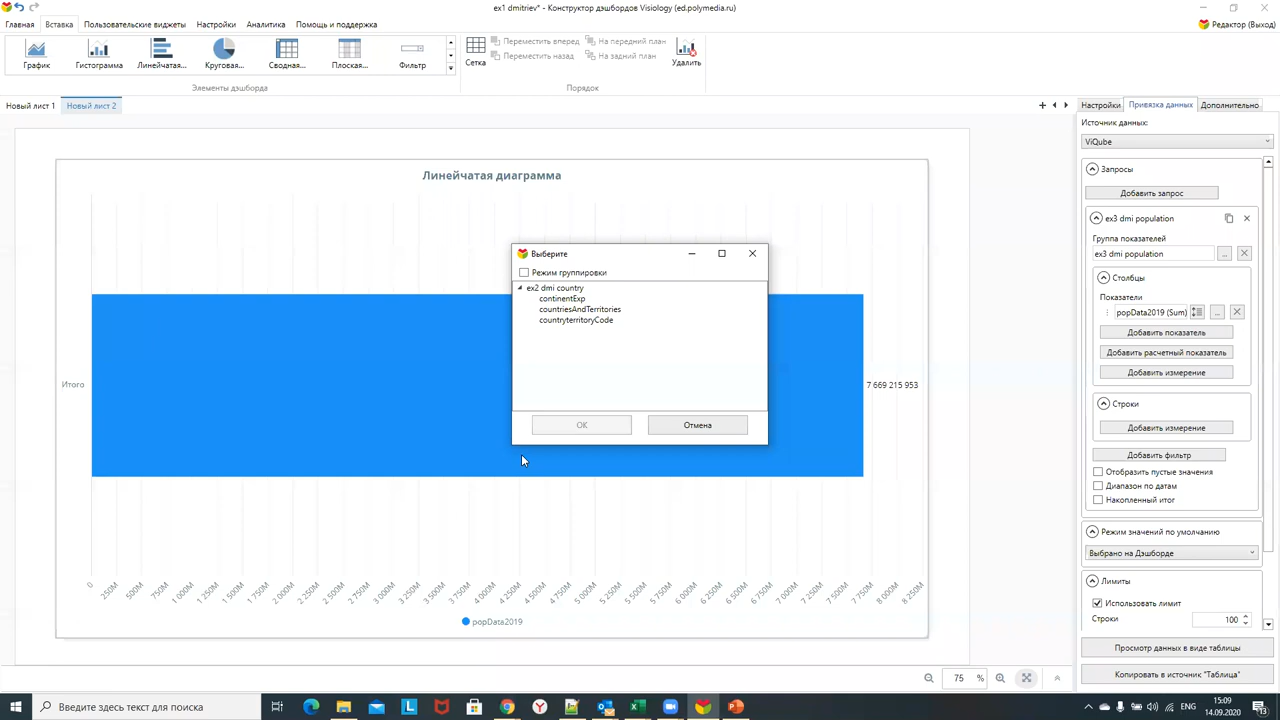 ex1 dmitriev* - Конструктор дэшбордов Visiology (ed.polymedia.ru)
Главная Вставка Пользовательские виджеты Настройки Аналитика Помощь и поддержка
Редактор (Выход)
График Гистограмма Линейчатая... Круговая... Сводная... Плоская... Фильтр
Элементы дэшборда
Сетка
Переместить вперед На передний план
Переместить назад На задний план
Удалить
Порядок
Новый лист 1 Новый лист 2
Настройки Привязка данных Дополнительно
Источник данных:
ViQube
Запросы
Добавить запрос
ex3 dmi population
Группа показателей
ex3 dmi population ...
Столбцы
Показатели
popData2019 (Sum) ...
Добавить показатель
Добавить расчетный показатель
Добавить измерение
Строки
Добавить измерение
Добавить фильтр
Отобразить пустые значения
Диапазон по датам
Накопленный итог
Режим значений по умолчанию
Выбрано на Дэшборде
Лимиты
Использовать лимит
Строки 100
Просмотр данных в виде таблицы
Копировать в источник "Таблица"
Линейчатая диаграмма
Итого
7 669 215 953
0 250M 500M 750M 1 000M 1 250M 1 500M 1 750M 2 000M 2 250M 2 500M 2 750M 3 000M 3 250M 3 500M 3 750M 4 000M 4 250M 4 500M 4 750M 5 000M 5 250M 5 500M 5 750M 6 000M 6 250M 6 500M 6 750M 7 000M 7 250M 7 500M 7 750M 8 000M 8 250M
popData2019
Выберите
Режим группировки
ex2 dmi country
continentExp
countriesAndTerritories
countryterritoryCode
ОК Отмена
75 %
Введите здесь текст для поиска
РУС
15:09
14.09.2020